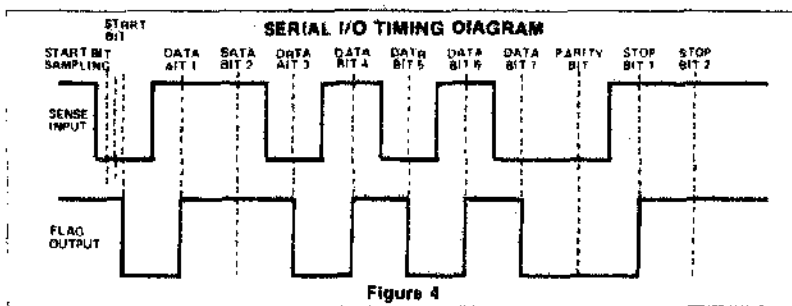 SERIAL I/O TIMING DIAGRAM
START BIT SAMPLING
START BIT
DATA BIT 1
DATA BIT 2
DATA BIT 3
DATA BIT 4
DATA BIT 5
DATA BIT 6
DATA BIT 7
PARITY BIT
STOP BIT 1
STOP BIT 2
SENSE INPUT
FLAG OUTPUT
Figure 4